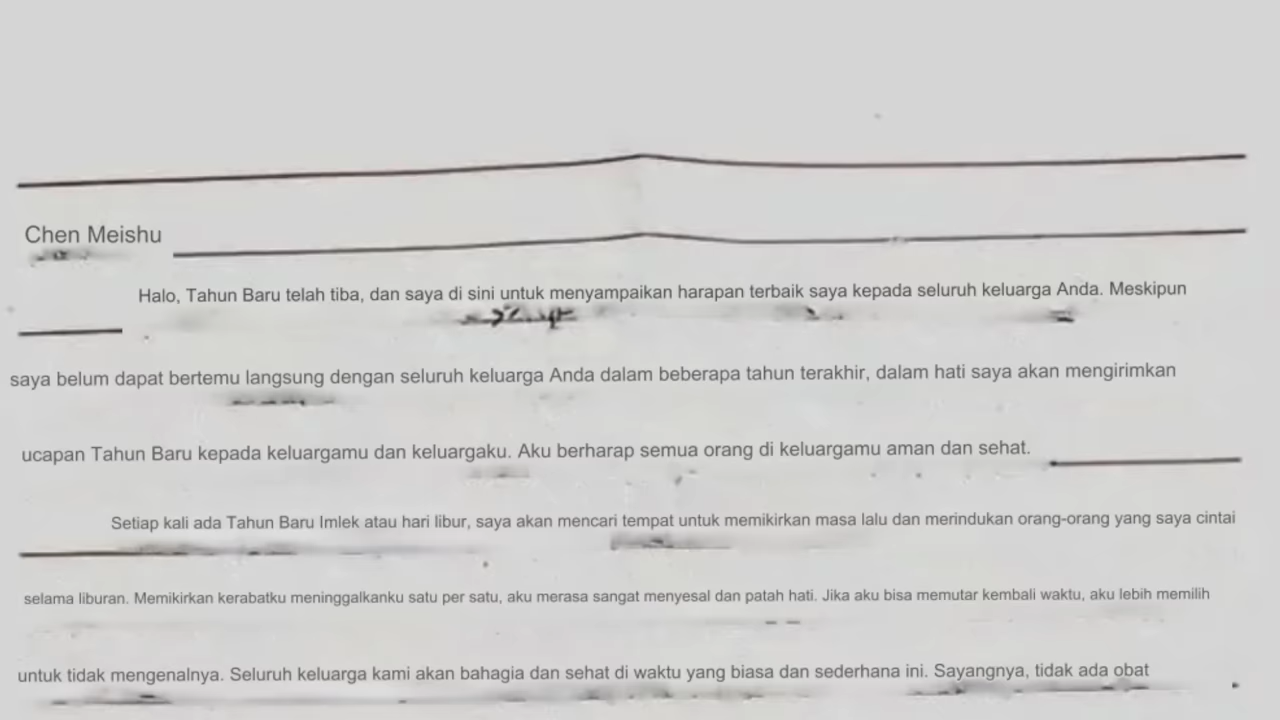 Chen Meishu
Halo, Tahun Baru telah tiba, dan saya di sini untuk menyampaikan harapan terbaik saya kepada seluruh keluarga Anda. Meskipun
saya belum dapat bertemu langsung dengan seluruh keluarga Anda dalam beberapa tahun terakhir, dalam hati saya akan mengirimkan
ucapan Tahun Baru kepada keluargamu dan keluargaku. Aku berharap semua orang di keluargamu aman dan sehat.
Setiap kali ada Tahun Baru Imlek atau hari libur, saya akan mencari tempat untuk memikirkan masa lalu dan merindukan orang-orang yang saya cintai
selama liburan. Memikirkan kerabatku meninggalkanku satu per satu, aku merasa sangat menyesal dan patah hati. Jika aku bisa memutar kembali waktu, aku lebih memilih
untuk tidak mengenalnya. Seluruh keluarga kami akan bahagia dan sehat di waktu yang biasa dan sederhana ini. Sayangnya, tidak ada obat